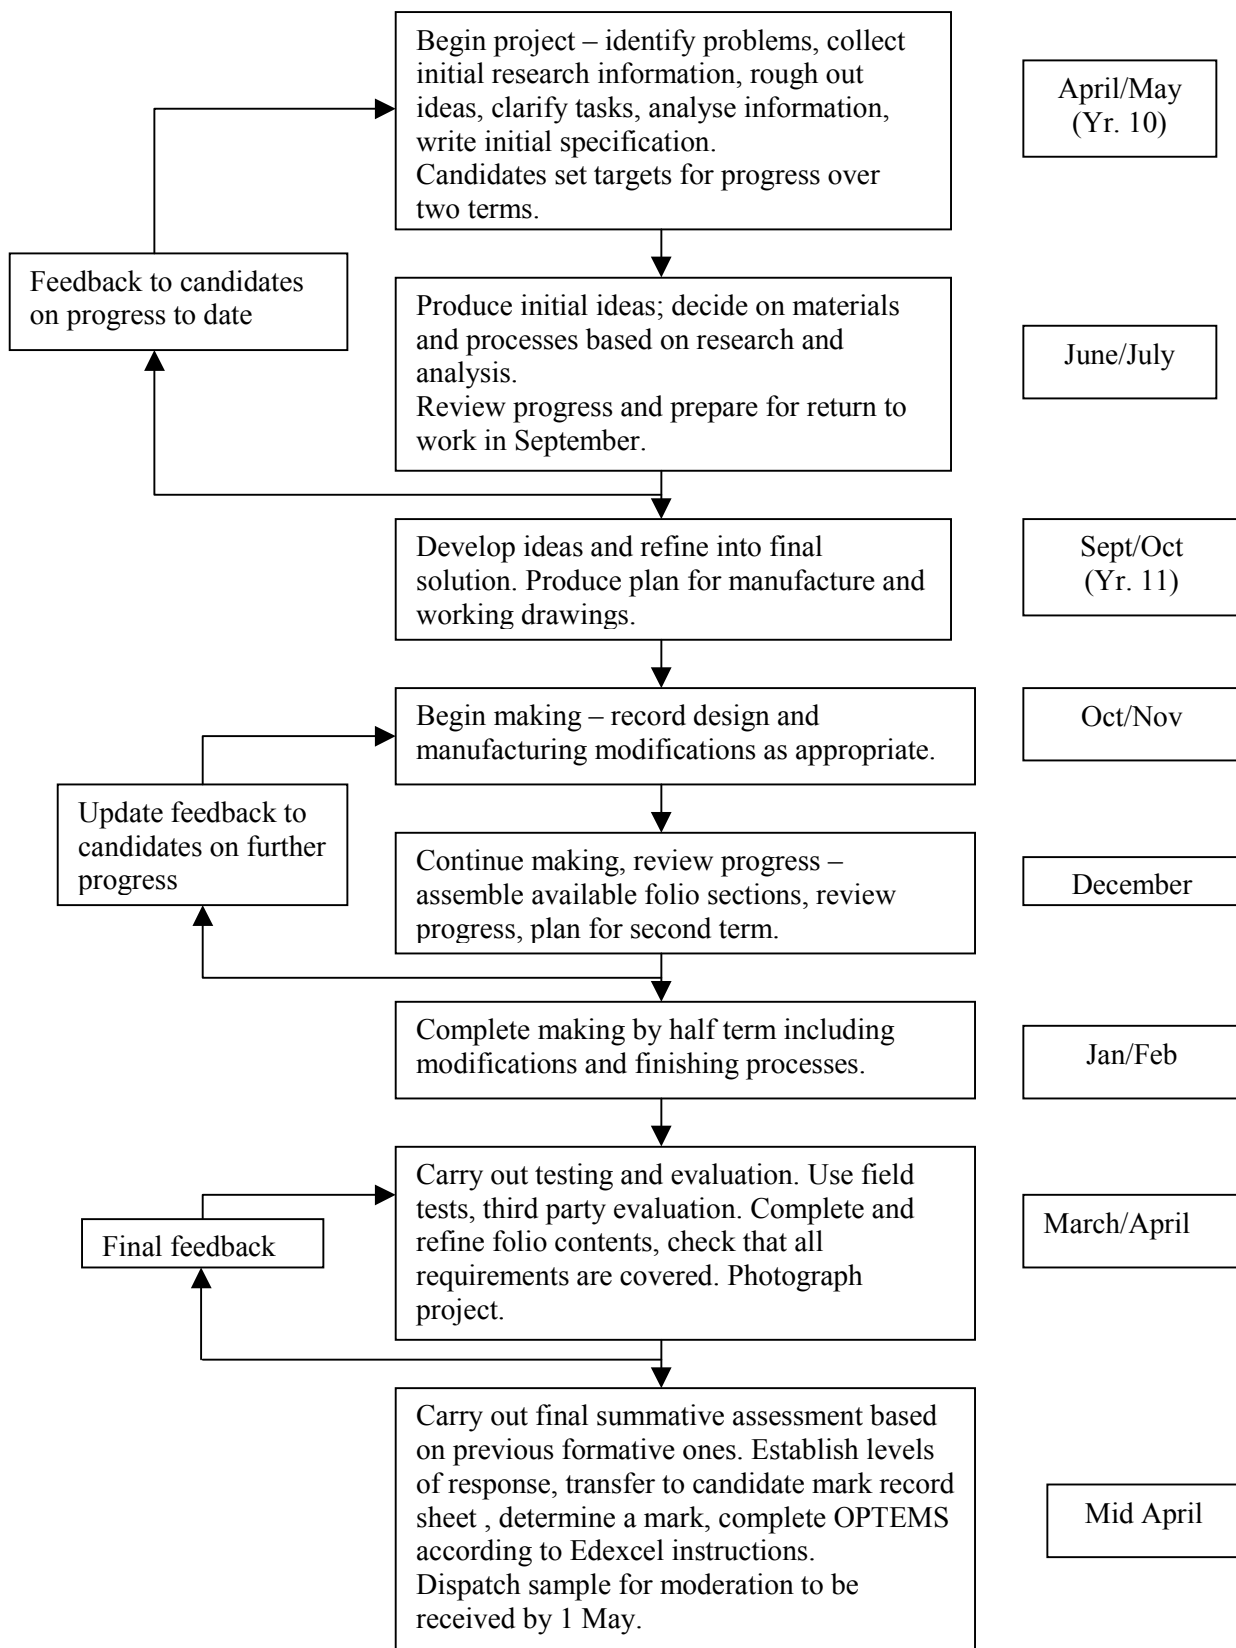 Begin project – identify problems, collect
initial research information, rough out
ideas, clarify tasks, analyse information,
write initial specification.
Candidates set targets for progress over
two terms.
April/May
(Yr. 10)
Feedback to candidates
on progress to date
Produce initial ideas; decide on materials
and processes based on research and
analysis.
Review progress and prepare for return to
work in September.
June/July
Develop ideas and refine into final
solution. Produce plan for manufacture and
working drawings.
Sept/Oct
(Yr. 11)
Begin making – record design and
manufacturing modifications as appropriate.
Oct/Nov
Update feedback to
candidates on further
progress
Continue making, review progress –
assemble available folio sections, review
progress, plan for second term.
December
Complete making by half term including
modifications and finishing processes.
Jan/Feb
Carry out testing and evaluation. Use field
tests, third party evaluation. Complete and
refine folio contents, check that all
requirements are covered. Photograph
project.
March/April
Final feedback
Carry out final summative assessment based
on previous formative ones. Establish levels
of response, transfer to candidate mark record
sheet , determine a mark, complete OPTEMS
according to Edexcel instructions.
Dispatch sample for moderation to be
received by 1 May.
Mid April